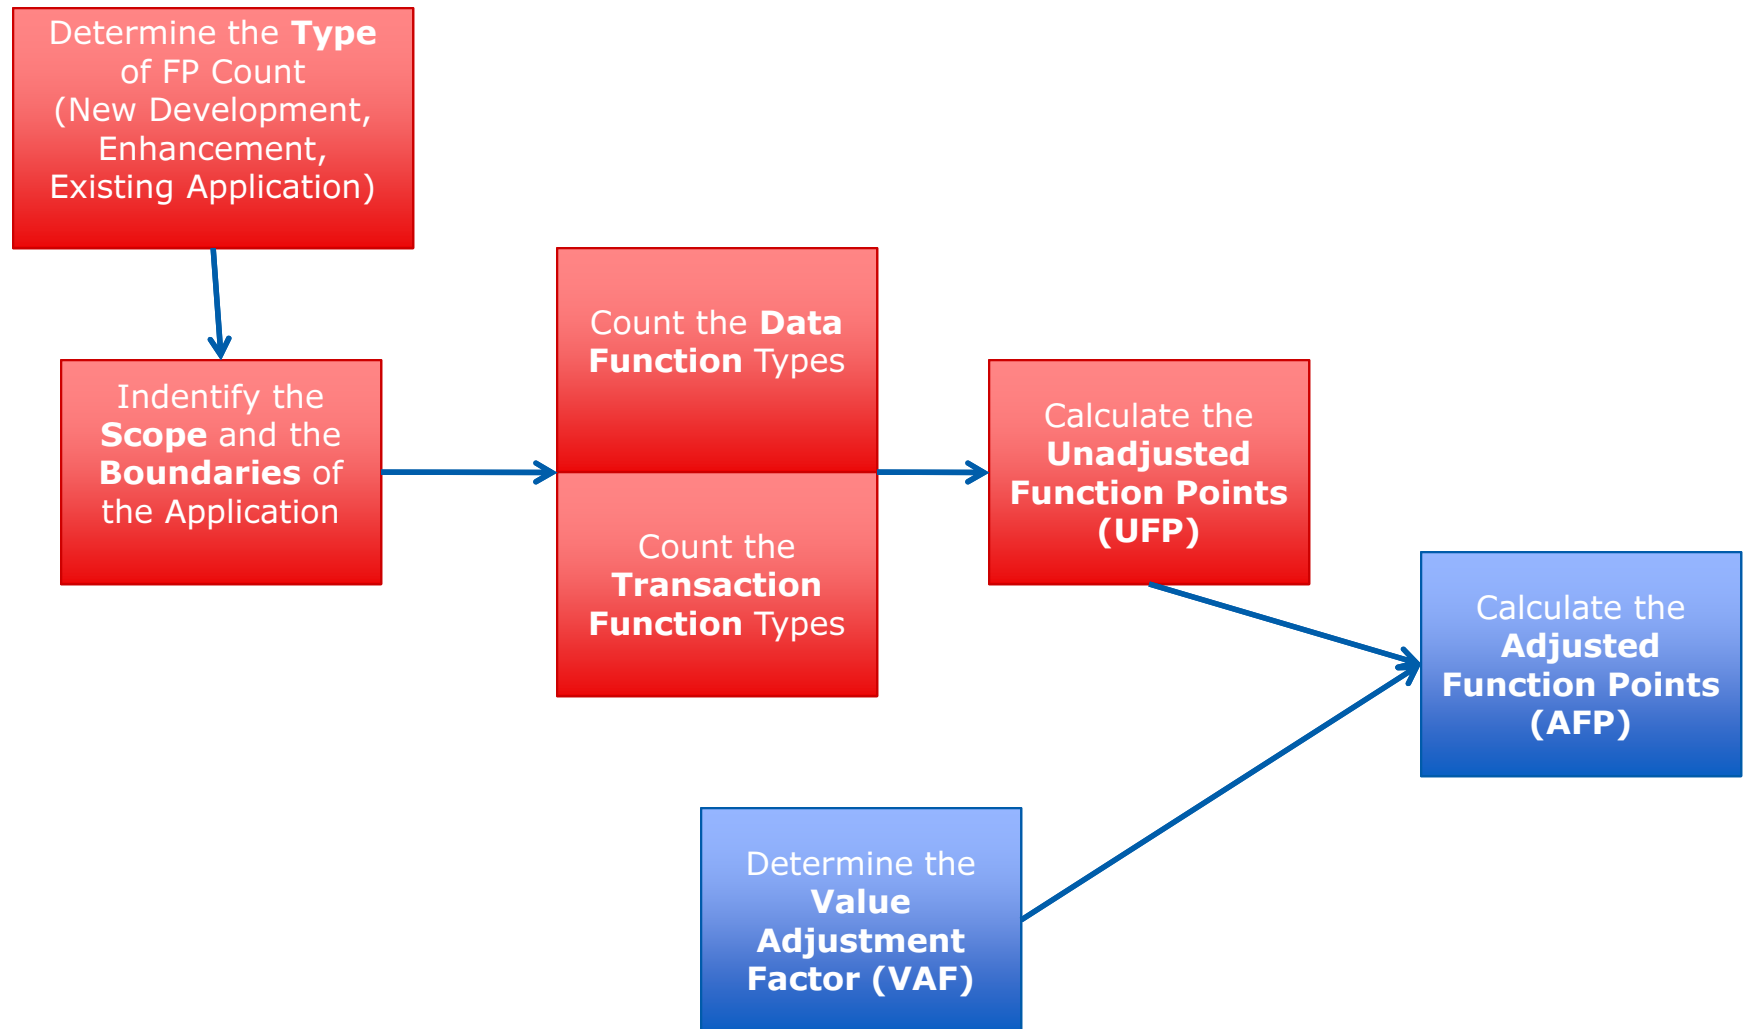 Determine the Type
of FP Count
(New Development,
Enhancement,
Existing Application)
Indentify the
Scope and the
Boundaries of
the Application
Count the Data
Function Types
Count the
Transaction
Function Types
Calculate the
Unadjusted
Function Points
(UFP)
Calculate the
Adjusted
Function Points
(AFP)
Determine the
Value
Adjustment
Factor (VAF)